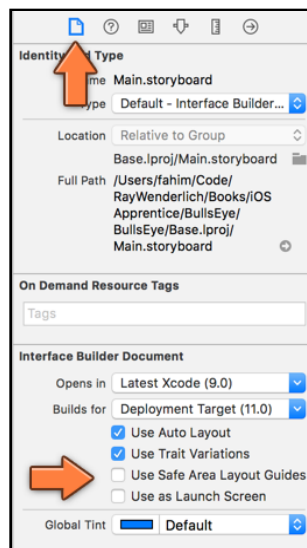 Identity d Type
me Main.storyboard
ype Default - Interface Builder...
Location Relative to Group
Base.lproj/Main.storyboard
Full Path /Users/fahim/Code/
RayWenderlich/Books/iOS
Apprentice/BullsEye/
BullsEye/Base.lproj/
Main.storyboard
On Demand Resource Tags
Tags
Interface Builder Document
Opens in Latest Xcode (9.0)
Builds for Deployment Target (11.0)
Use Auto Layout
Use Trait Variations
Use Safe Area Layout Guides
Use as Launch Screen
Global Tint Default